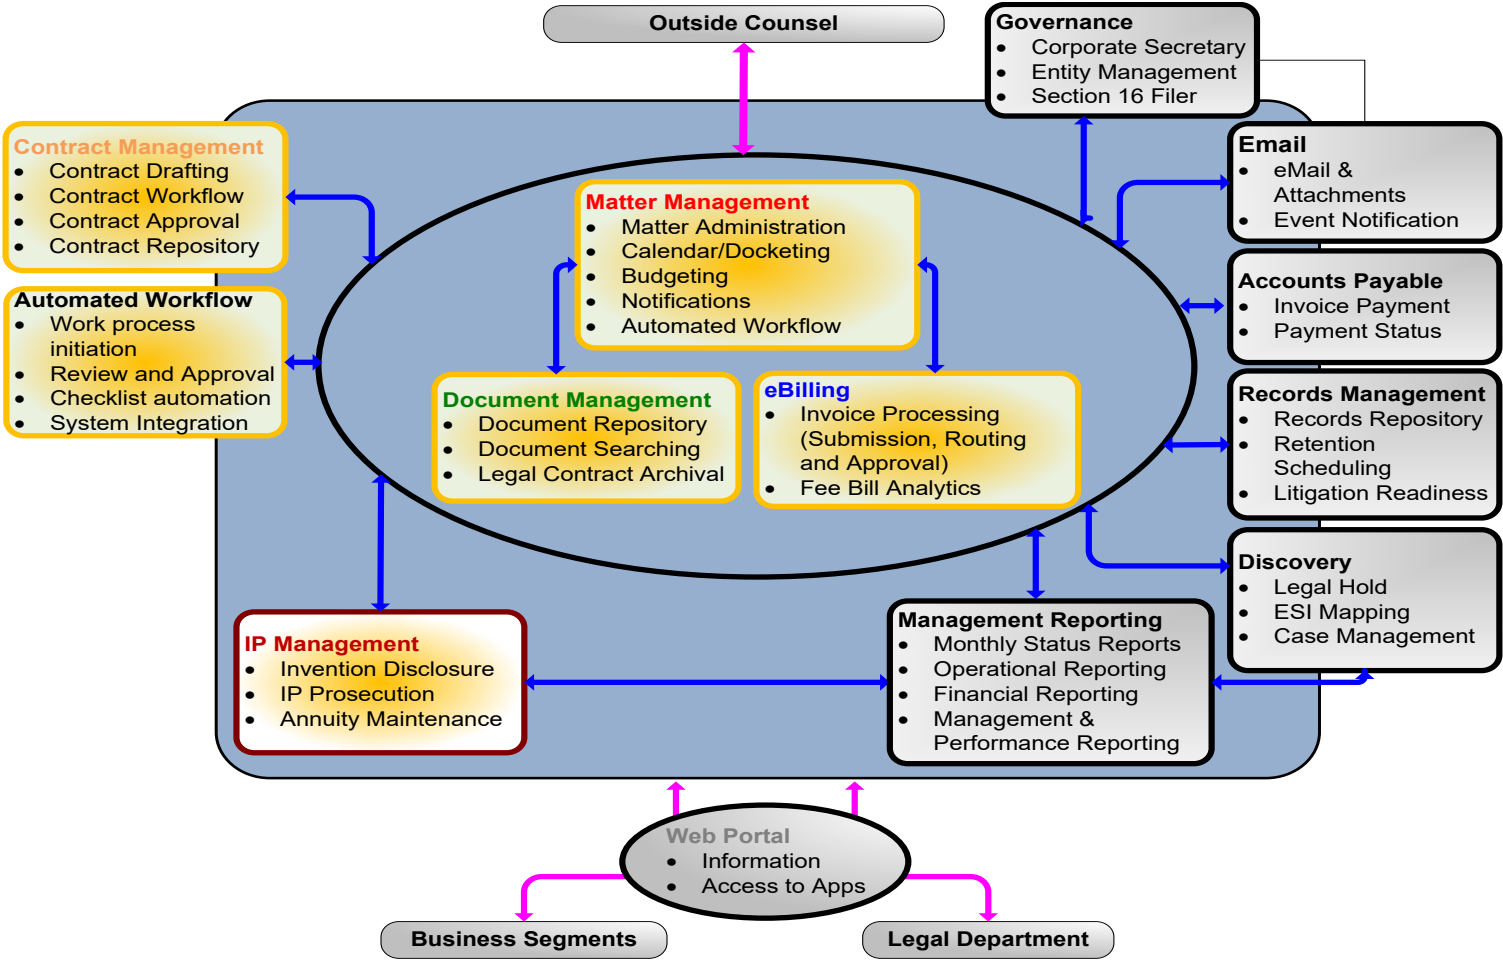 Outside Counsel
Governance
• Corporate Secretary
• Entity Management
• Section 16 Filer
Contract Management
• Contract Drafting
• Contract Workflow
• Contract Approval
• Contract Repository
Email
• eMail &
Attachments
• Event Notification
Matter Management
• Matter Administration
• Calendar/Docketing
• Budgeting
• Notifications
• Automated Workflow
Automated Workflow
• Work process
initiation
• Review and Approval
• Checklist automation
• System Integration
Accounts Payable
• Invoice Payment
• Payment Status
Document Management
• Document Repository
• Document Searching
• Legal Contract Archival
eBilling
• Invoice Processing
(Submission, Routing
and Approval)
• Fee Bill Analytics
Records Management
• Records Repository
• Retention
Scheduling
• Litigation Readiness
Discovery
• Legal Hold
• ESI Mapping
• Case Management
IP Management
• Invention Disclosure
• IP Prosecution
• Annuity Maintenance
Management Reporting
• Monthly Status Reports
• Operational Reporting
• Financial Reporting
• Management &
Performance Reporting
Web Portal
• Information
• Access to Apps
Business Segments
Legal Department